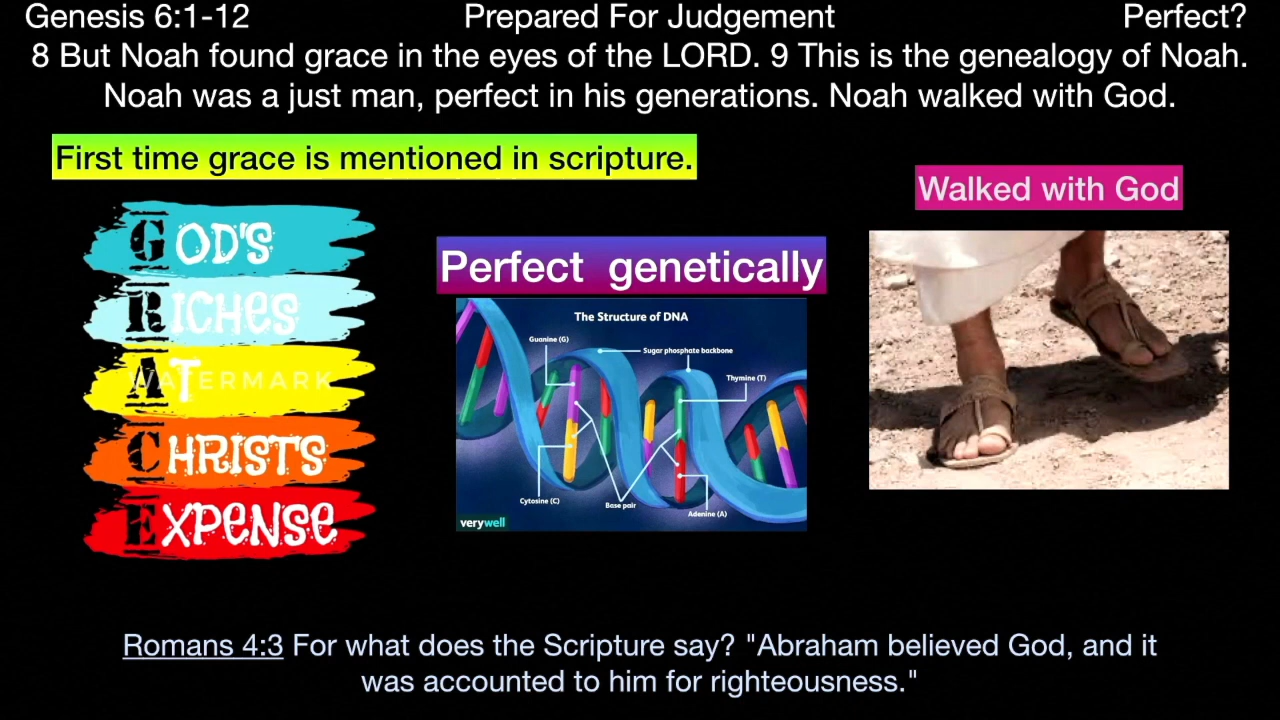 Genesis 6:1-12 Prepared For Judgement Perfect?
8 But Noah found grace in the eyes of the LORD. 9 This is the genealogy of Noah.
Noah was a just man, perfect in his generations. Noah walked with God.
First time grace is mentioned in scripture.
GOD'S
RICHES
AT
WATERMARK
CHRISTS
EXPENSE
Perfect genetically
The Structure of DNA
Guanine (G)
Sugar phosphate backbone
Thymine (T)
Cytosine (C)
Base pair
Adenine (A)
verywell
Walked with God
Romans 4:3 For what does the Scripture say? "Abraham believed God, and it
was accounted to him for righteousness."